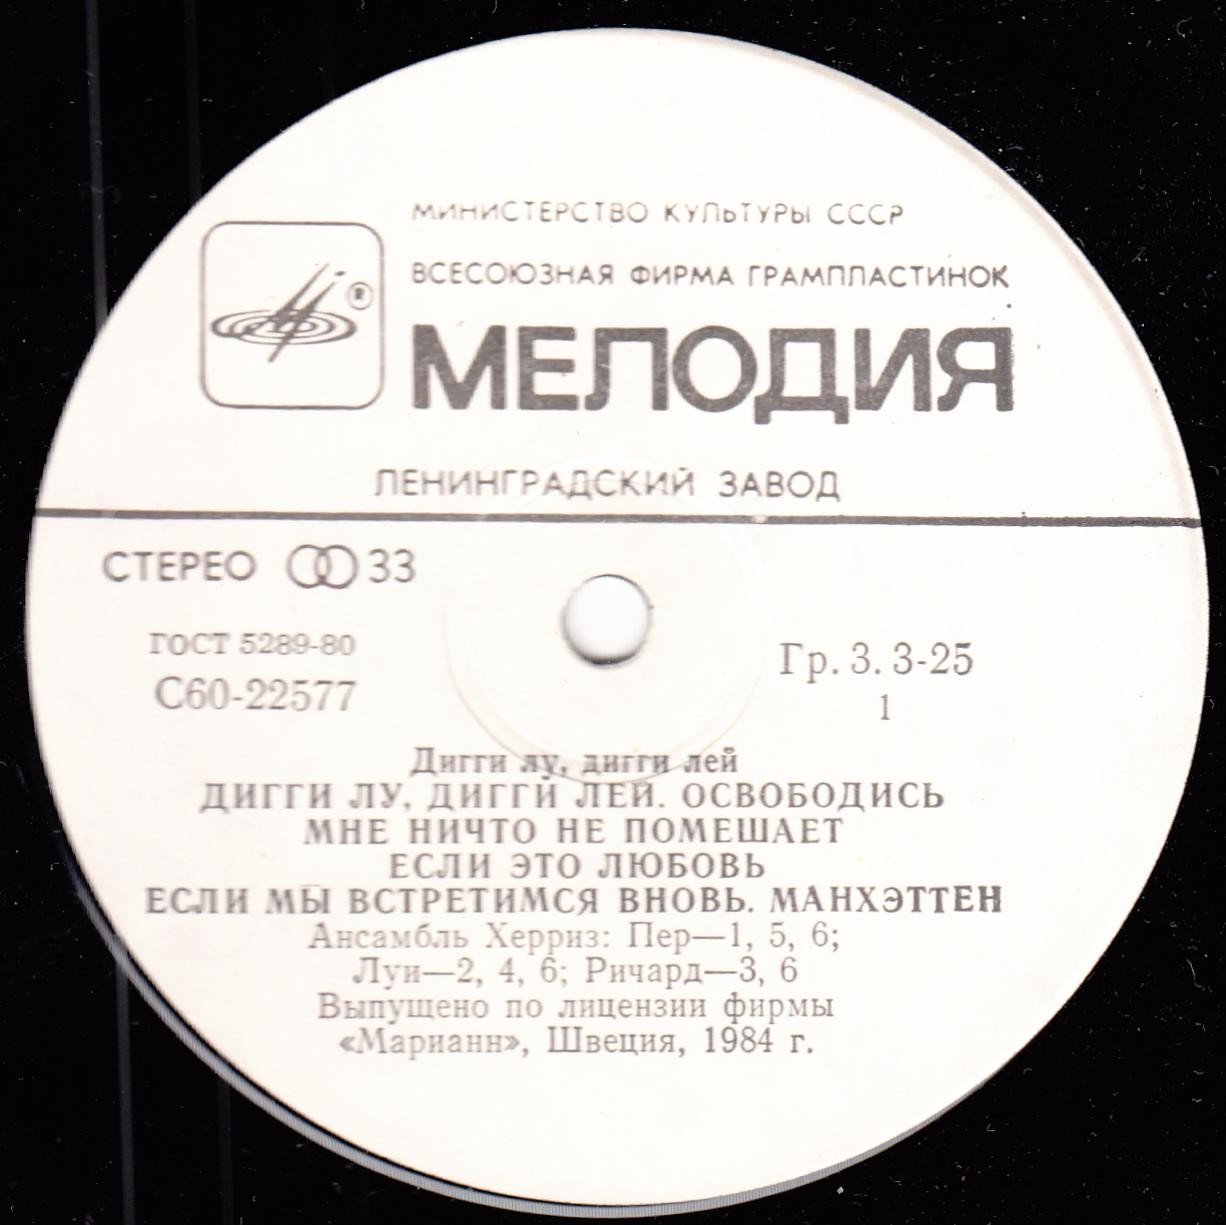 МИНИСТЕРСТВО КУЛЬТУРЫ СССР
ВСЕСОЮЗНАЯ ФИРМА ГРАМПЛАСТИНОК
®
МЕЛОДИЯ
ЛЕНИНГРАДСКИЙ ЗАВОД
СТЕРЕО 33
ГОСТ 5289-80
С60-22577
Гр. 3. 3-25
1
Дигги лу, дигги лей
ДИГГИ ЛУ, ДИГГИ ЛЕЙ. ОСВОБОДИСЬ
МНЕ НИЧТО НЕ ПОМЕШАЕТ
ЕСЛИ ЭТО ЛЮБОВЬ
ЕСЛИ МЫ ВСТРЕТИМСЯ ВНОВЬ. МАНХЭТТЕН
Ансамбль Херриз: Пер—1, 5, 6;
Луи—2, 4, 6; Ричард—3, 6
Выпущено по лицензии фирмы
«Марианн», Швеция, 1984 г.